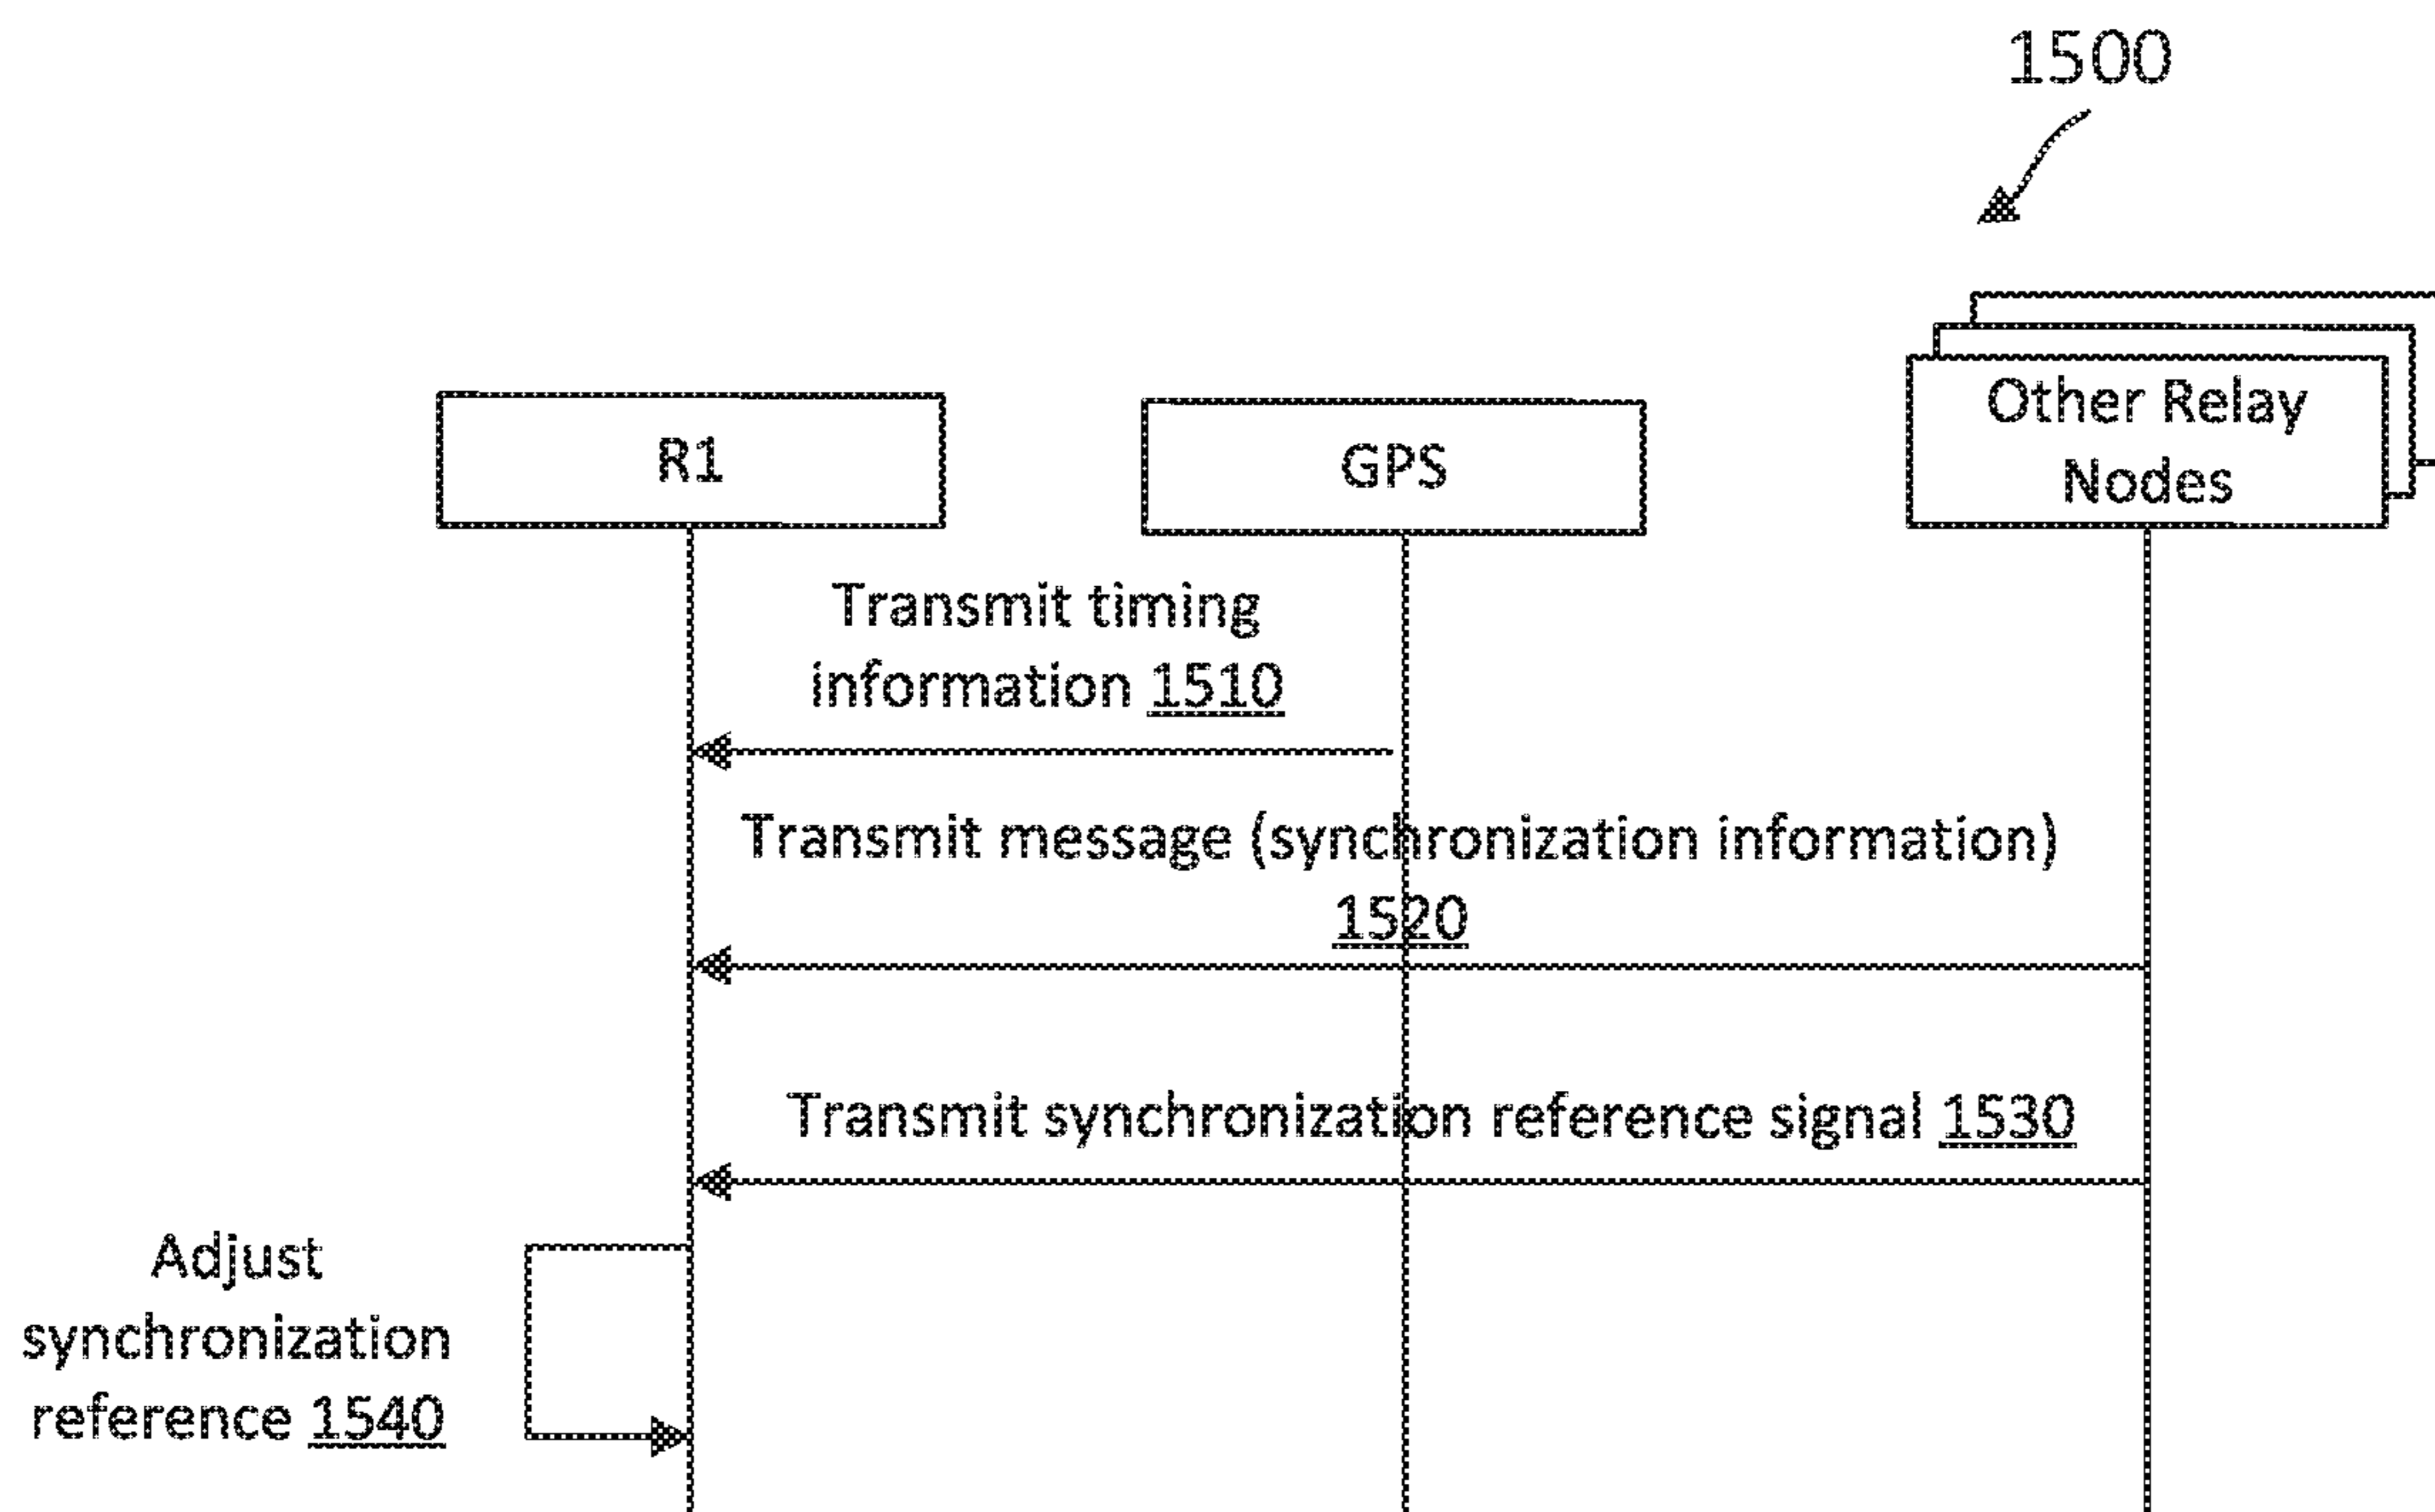 1500
R1
GPS
Other Relay
Nodes
Transmit timing
information 1510
Transmit message (synchronization information)
1520
Transmit synchronization reference signal 1530
Adjust
synchronization
reference 1540